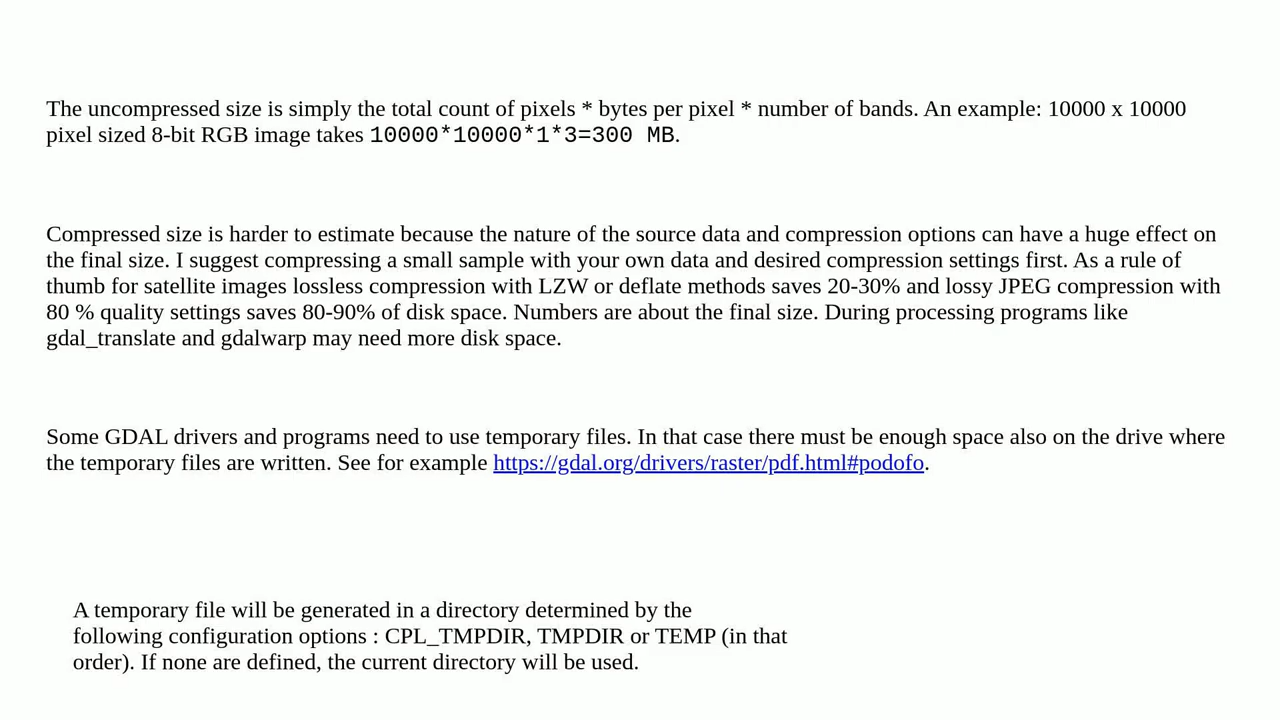 The uncompressed size is simply the total count of pixels * bytes per pixel * number of bands. An example: 10000 x 10000
pixel sized 8-bit RGB image takes 10000*10000*1*3=300 MB.
Compressed size is harder to estimate because the nature of the source data and compression options can have a huge effect on
the final size. I suggest compressing a small sample with your own data and desired compression settings first. As a rule of
thumb for satellite images lossless compression with LZW or deflate methods saves 20-30% and lossy JPEG compression with
80 % quality settings saves 80-90% of disk space. Numbers are about the final size. During processing programs like
gdal_translate and gdalwarp may need more disk space.
Some GDAL drivers and programs need to use temporary files. In that case there must be enough space also on the drive where
the temporary files are written. See for example https://gdal.org/drivers/raster/pdf.html#podofo.
A temporary file will be generated in a directory determined by the
following configuration options : CPL_TMPDIR, TMPDIR or TEMP (in that
order). If none are defined, the current directory will be used.